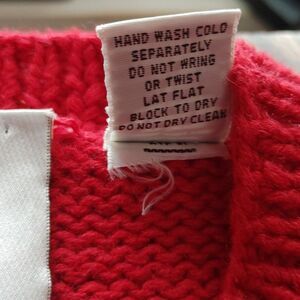 HAND WASH COLD
SEPARATELY
DO NOT WRING
OR TWIST
LAT FLAT
BLOCK TO DRY
DO NOT DRY CLEAN